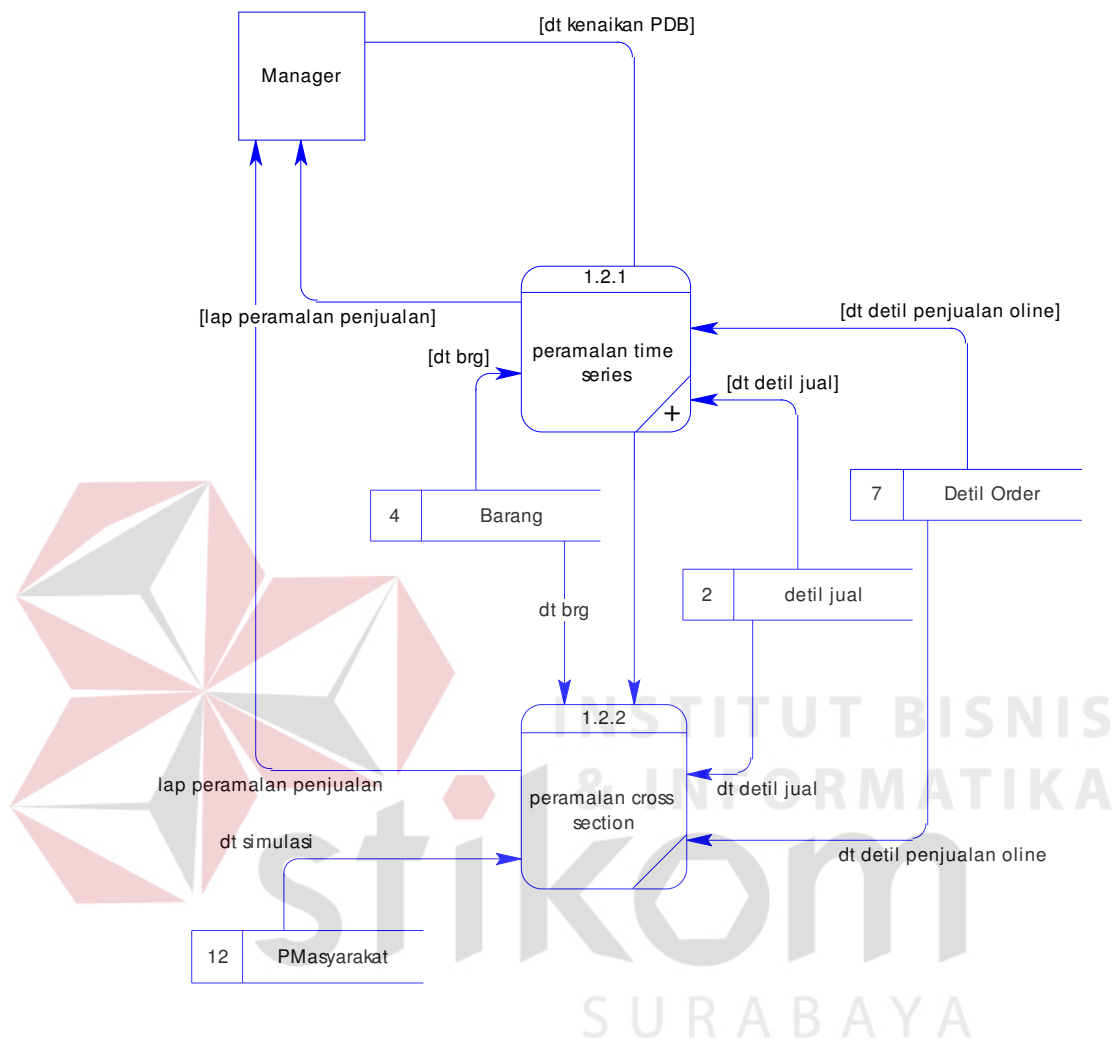 [dt kenaikan PDB]
Manager
1.2.1
[lap peramalan penjualan]
[dt detil penjualan oline]
peramalan time
series
[dt brg]
[dt detil jual]
+
4
Barang
7
Detil Order
2
detil jual
dt brg
1.2.2
INSTITUT BISNIS
& INFORMATIKA
lap peramalan penjualan
dt detil jual
peramalan cross
section
dt simulasi
dt detil penjualan oline
stikom
12
PMasyarakat
SURABAYA